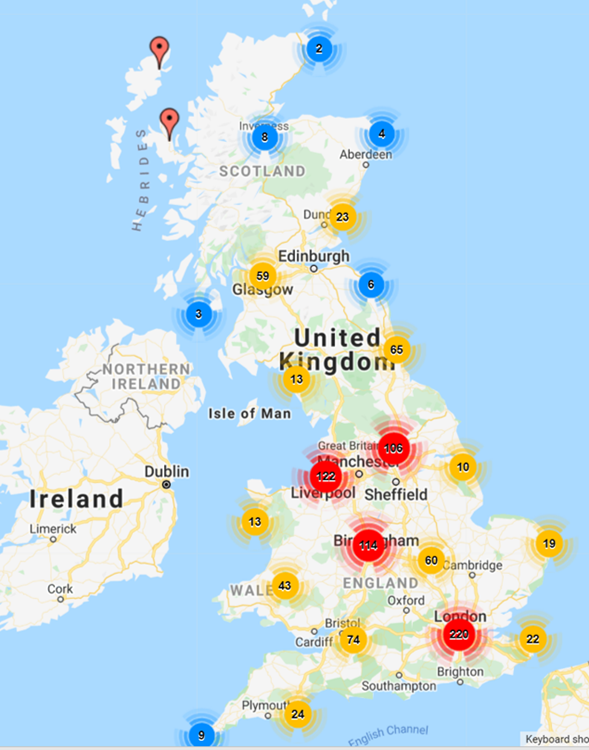 2
Inverness
8
4
Aberdeen
SCOTLAND
HEBRIDES
Dund
23
Edinburgh
59
Glasgow
6
3
United
Kingdom
65
NORTHERN
IRELAND
13
Isle of Man
Great Britain
106
Manchester
10
122
Dublin
Liverpool
Sheffield
Ireland
13
Limerick
Birmingham
114
19
60
Cambridge
43
WALE
ENGLAND
Cork
Oxford
London
Bristol
220
22
Cardiff
74
Brighton
Southampton
Plymouth
24
9
English Channel
Keyboard sho